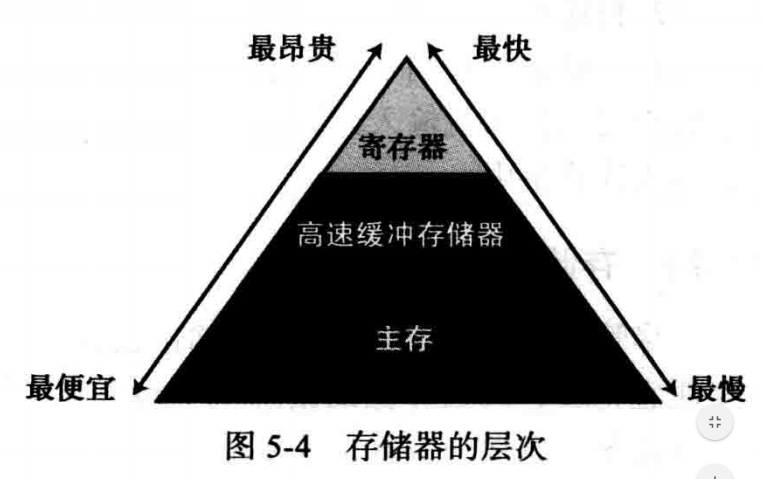 最昂贵 最快
寄存器
高速缓冲存储器
主存
最便宜 最慢
图 5-4 存储器的层次